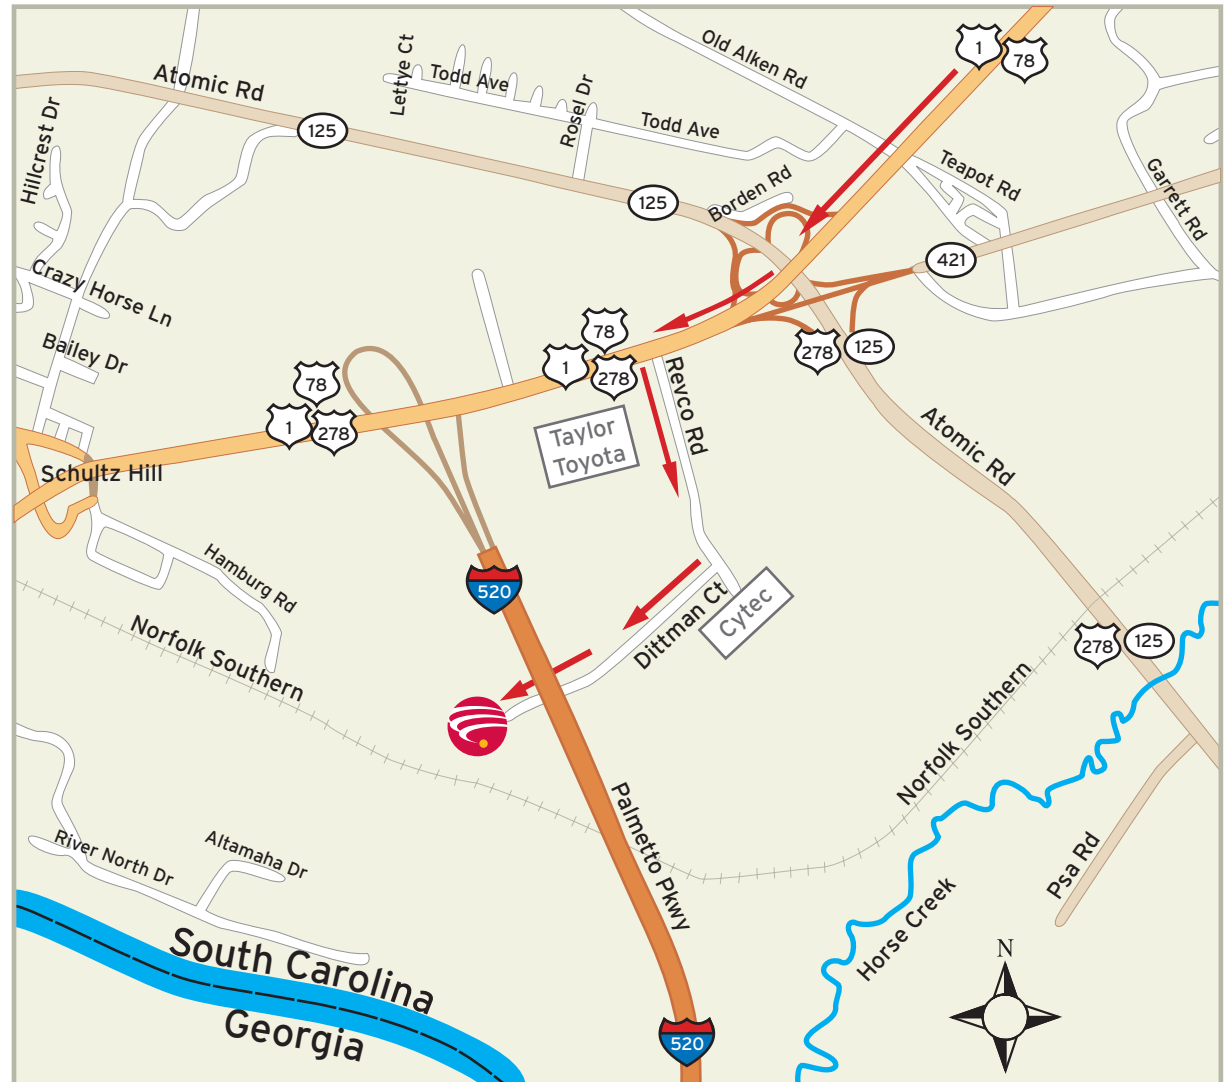 1
78
Old Aiken Rd
Lettye Ct
Todd Ave
Atomic Rd
Rosel Dr
Todd Ave
Hillcrest Dr
125
Teapot Rd
Garrett Rd
Borden Rd
125
421
Crazy Horse Ln
78
Bailey Dr
1
278
278
125
78
Revco Rd
1
278
Taylor
Toyota
Atomic Rd
Schultz Hill
Hamburg Rd
520
Cytec
Dittman Ct
Norfolk Southern
278
125
Norfolk Southern
Palmetto Pkwy
River North Dr
Altamaha Dr
Psa Rd
Horse Creek
South Carolina
Georgia
N
520